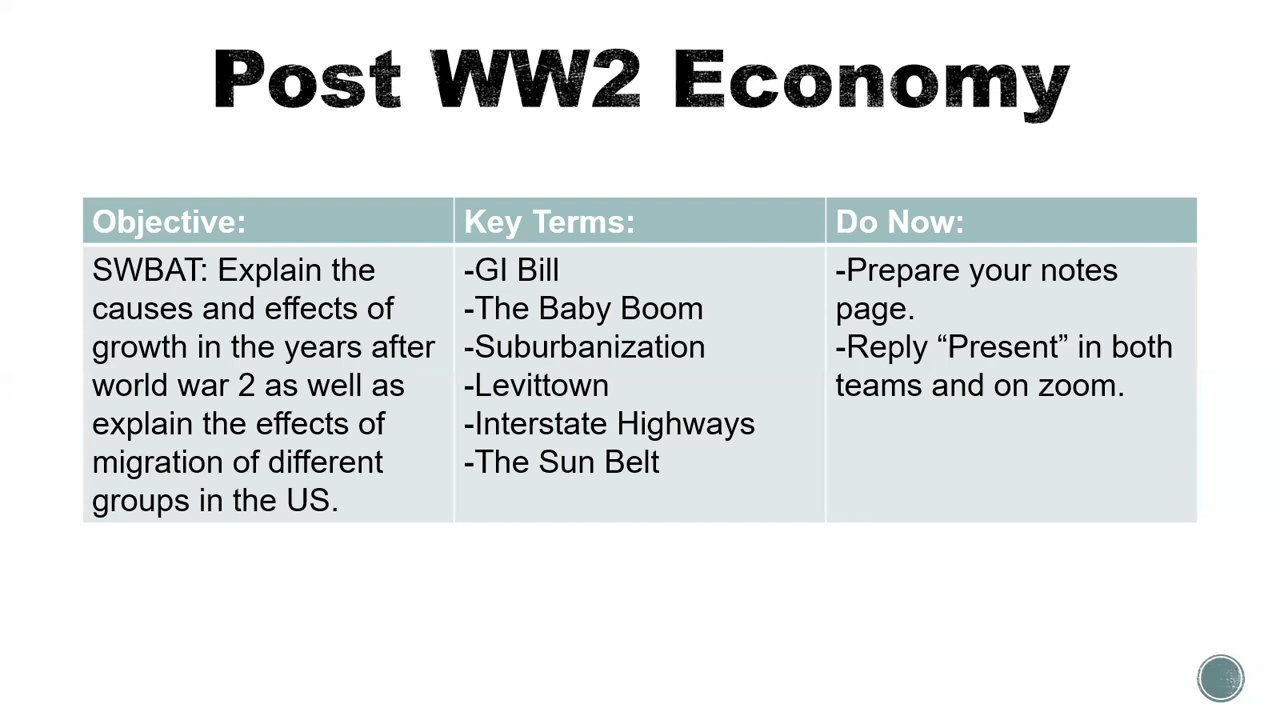 Post WW2 Economy
Objective:
SWBAT: Explain the
causes and effects of
growth in the years after
world war 2 as well as
explain the effects of
migration of different
groups in the US.
Key Terms:
-GI Bill
-The Baby Boom
-Suburbanization
-Levittown
-Interstate Highways
-The Sun Belt
Do Now:
-Prepare your notes
page.
-Reply “Present” in both
teams and on zoom.